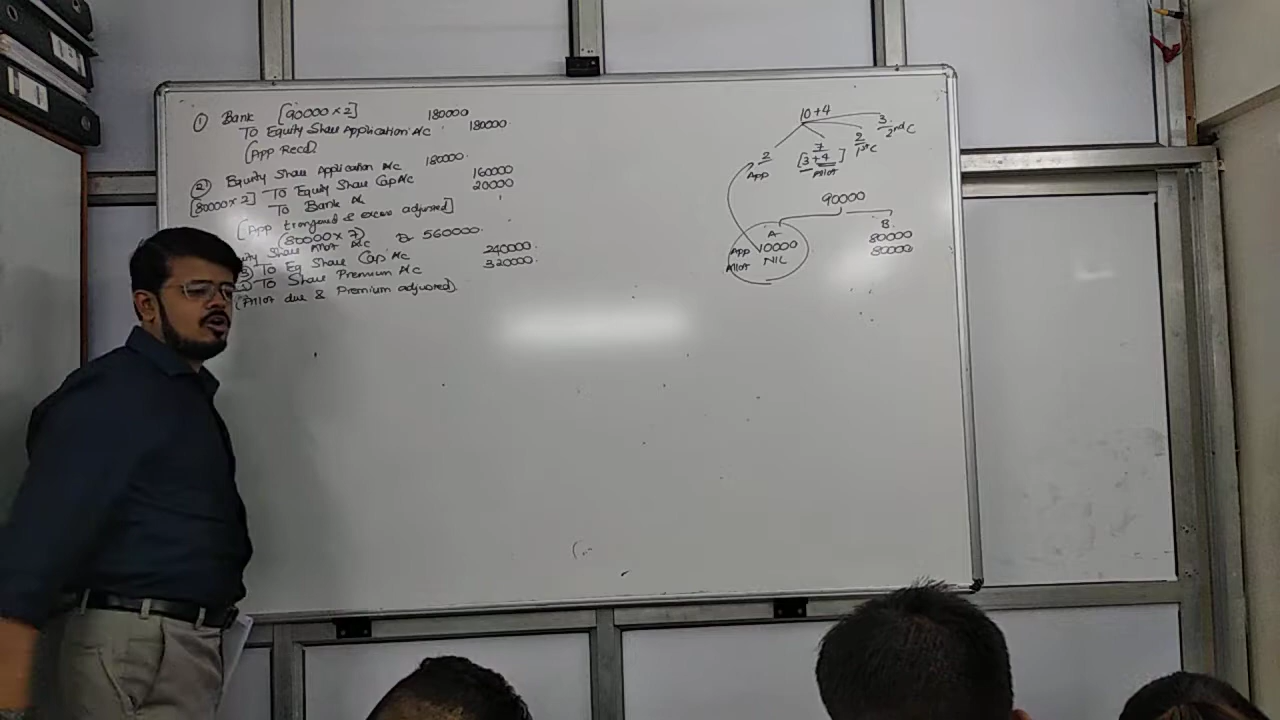 ① Bank [90000 × 2] 180000
To Equity Share Application A/c 180000
(App Recd]
② Equity Share Application A/c 180000
[80000×2] To Equity Share Cap A/c 160000
To Bank A/c 20000
(App transferred & excess adjusted]
(80000 × 7)
Share Allot A/c Dr 560000
To Eq Share Cap A/c 240000
To Share Premium A/c 320000
(Allot due & Premium adjusted)
10+4
2
App
7
[3+4]
Allot
2
1st C
3
2nd C
90000
A
App 10000
Allot NIL
B
80000
80000